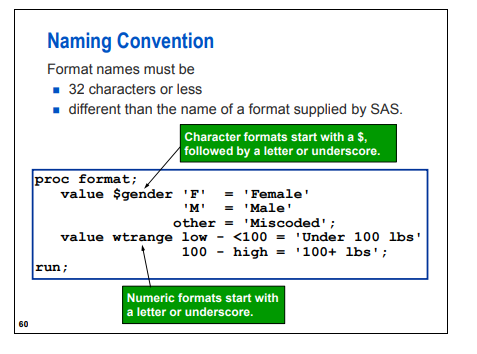 Naming Convention
Format names must be
▪ 32 characters or less
▪ different than the name of a format supplied by SAS.
Character formats start with a $,
followed by a letter or underscore.
proc format;
   value $gender 'F'  = 'Female'
                 'M'  = 'Male'
                other = 'Miscoded';
   value wtrange low - <100 = 'Under 100 lbs'
                 100 - high = '100+ lbs';
run;
Numeric formats start with
a letter or underscore.
60